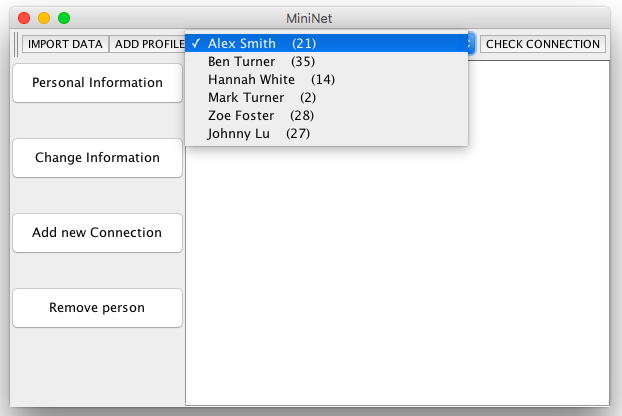 MiniNet
IMPORT DATA
ADD PROFILE
CHECK CONNECTION
✓ Alex Smith (21)
Ben Turner (35)
Hannah White (14)
Mark Turner (2)
Zoe Foster (28)
Johnny Lu (27)
Personal Information
Change Information
Add new Connection
Remove person